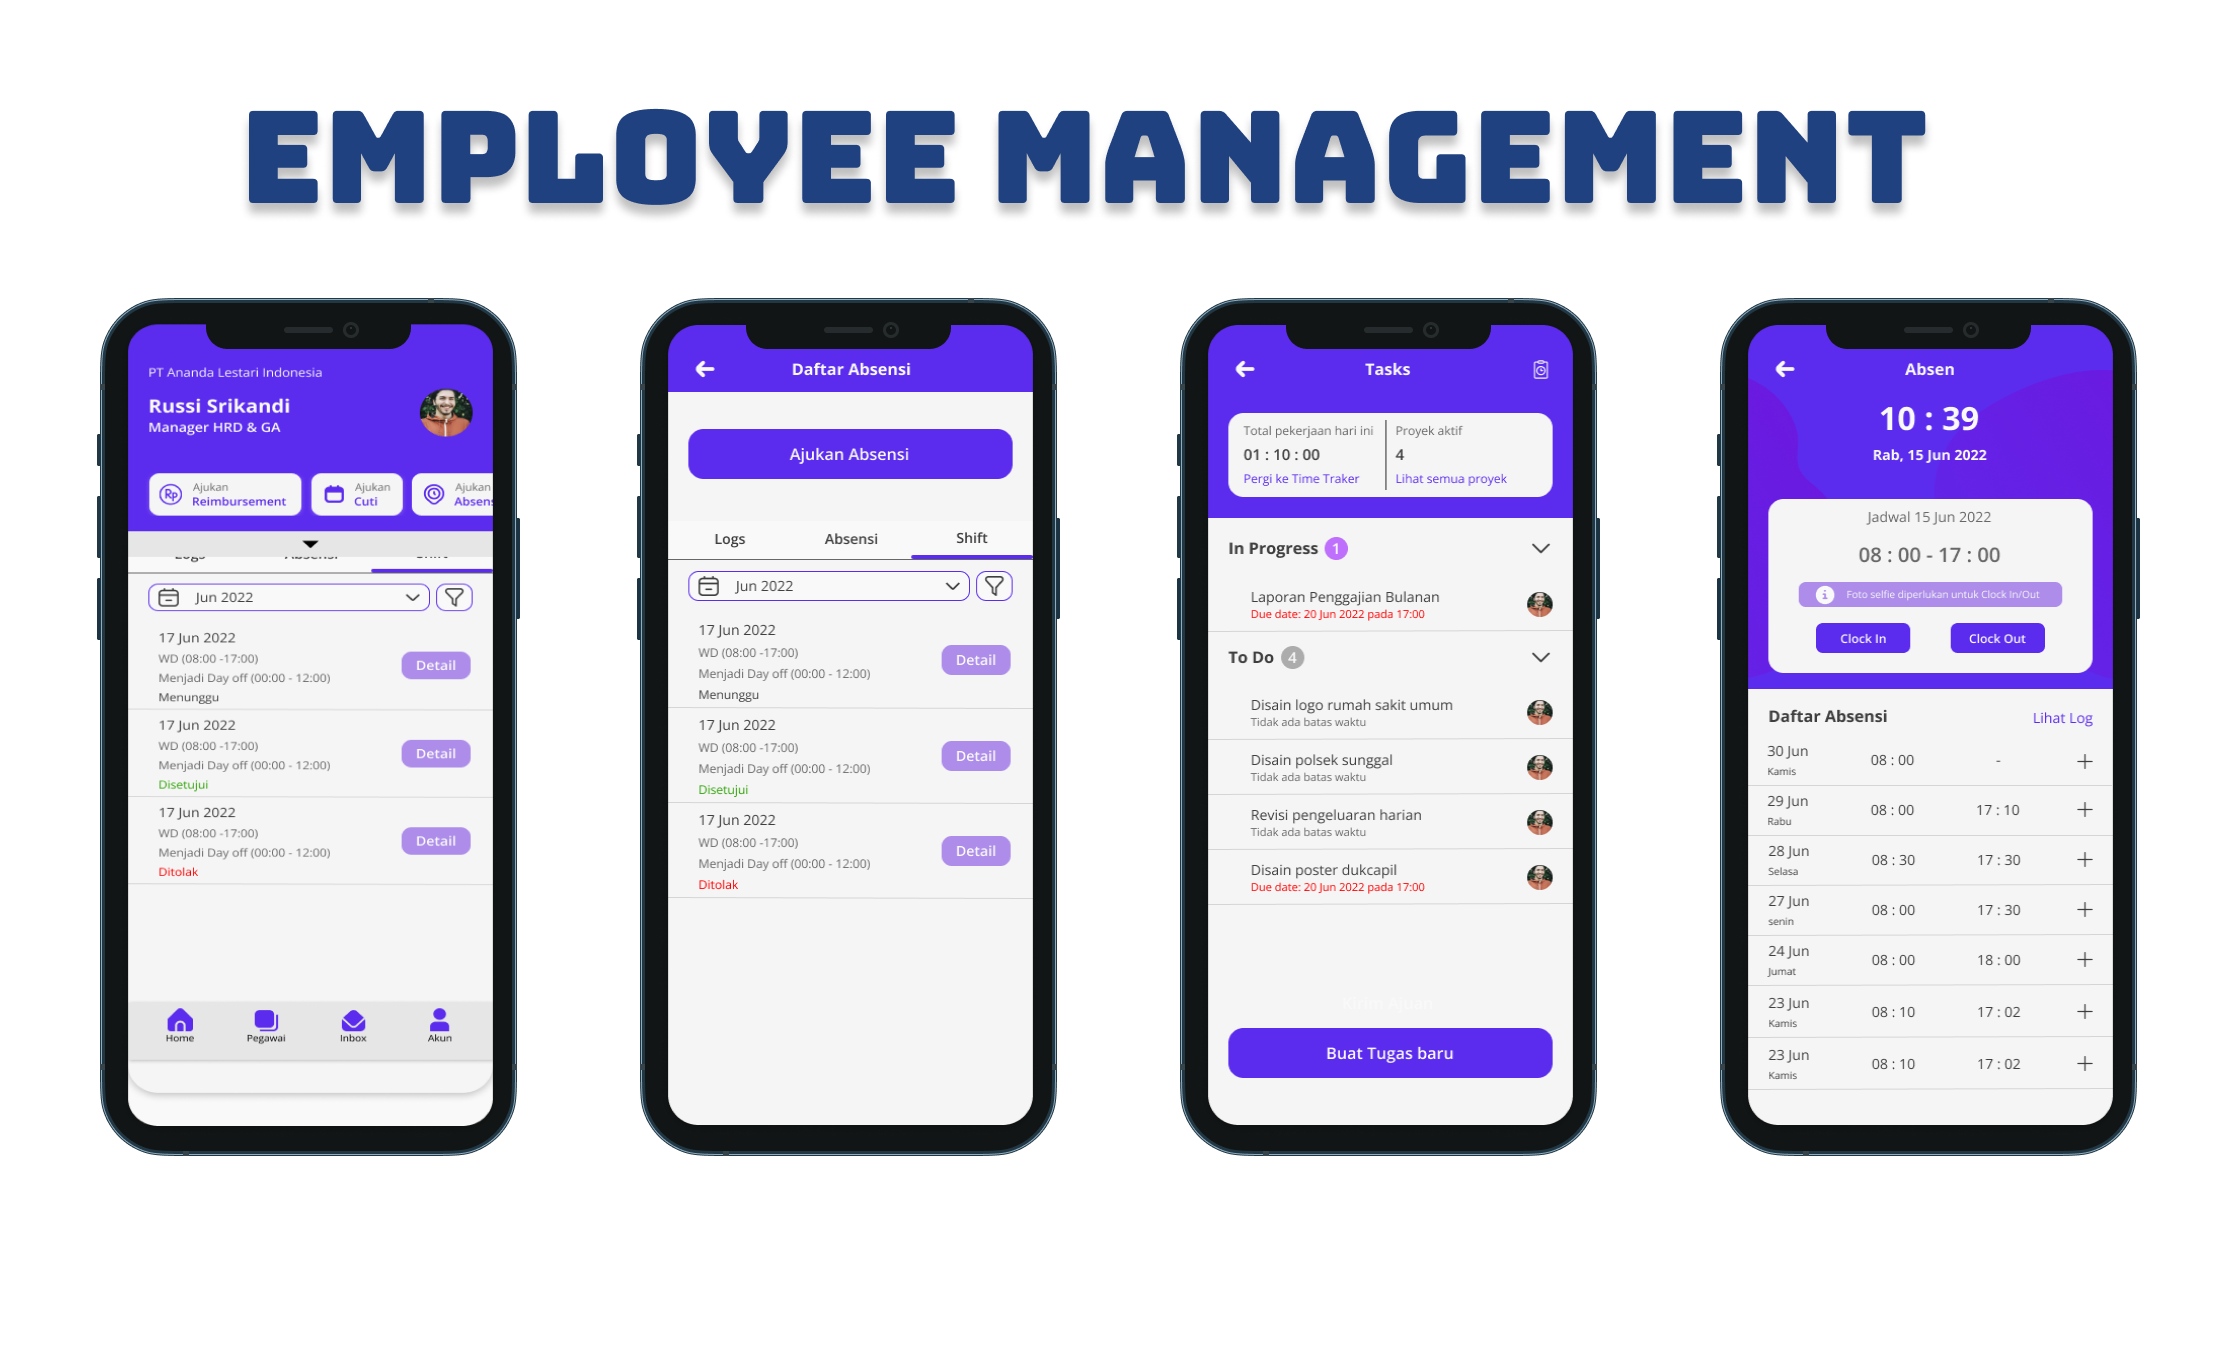 EMPLOYEE MANAGEMENT
PT Ananda Lestari Indonesia
Russi Srikandi
Manager HRD & GA
Ajukan
Reimbursement
Ajukan
Cuti
Ajukan
Absens
Logs
Absensi
Shift
Jun 2022
17 Jun 2022
WD (08:00 -17:00)
Menjadi Day off (00:00 - 12:00)
Menunggu
Detail
17 Jun 2022
WD (08:00 -17:00)
Menjadi Day off (00:00 - 12:00)
Disetujui
Detail
17 Jun 2022
WD (08:00 -17:00)
Menjadi Day off (00:00 - 12:00)
Ditolak
Detail
Home
Pegawai
Inbox
Akun
Daftar Absensi
Ajukan Absensi
Logs
Absensi
Shift
Jun 2022
17 Jun 2022
WD (08:00 -17:00)
Menjadi Day off (00:00 - 12:00)
Menunggu
Detail
17 Jun 2022
WD (08:00 -17:00)
Menjadi Day off (00:00 - 12:00)
Disetujui
Detail
17 Jun 2022
WD (08:00 -17:00)
Menjadi Day off (00:00 - 12:00)
Ditolak
Detail
Tasks
Total pekerjaan hari ini
01 : 10 : 00
Pergi ke Time Traker
Proyek aktif
4
Lihat semua proyek
In Progress 1
Laporan Penggajian Bulanan
Due date: 20 Jun 2022 pada 17:00
To Do 4
Disain logo rumah sakit umum
Tidak ada batas waktu
Disain polsek sunggal
Tidak ada batas waktu
Revisi pengeluaran harian
Tidak ada batas waktu
Disain poster dukcapil
Due date: 20 Jun 2022 pada 17:00
Buat Tugas baru
Absen
10 : 39
Rab, 15 Jun 2022
Jadwal 15 Jun 2022
08 : 00 - 17 : 00
Foto selfie diperlukan untuk Clock In/Out
Clock In
Clock Out
Daftar Absensi
Lihat Log
30 Jun
Kamis
08 : 00
-
+
29 Jun
Rabu
08 : 00
17 : 10
+
28 Jun
Selasa
08 : 30
17 : 30
+
27 Jun
senin
08 : 00
17 : 30
+
24 Jun
Jumat
08 : 00
18 : 00
+
23 Jun
Kamis
08 : 10
17 : 02
+
23 Jun
Kamis
08 : 10
17 : 02
+